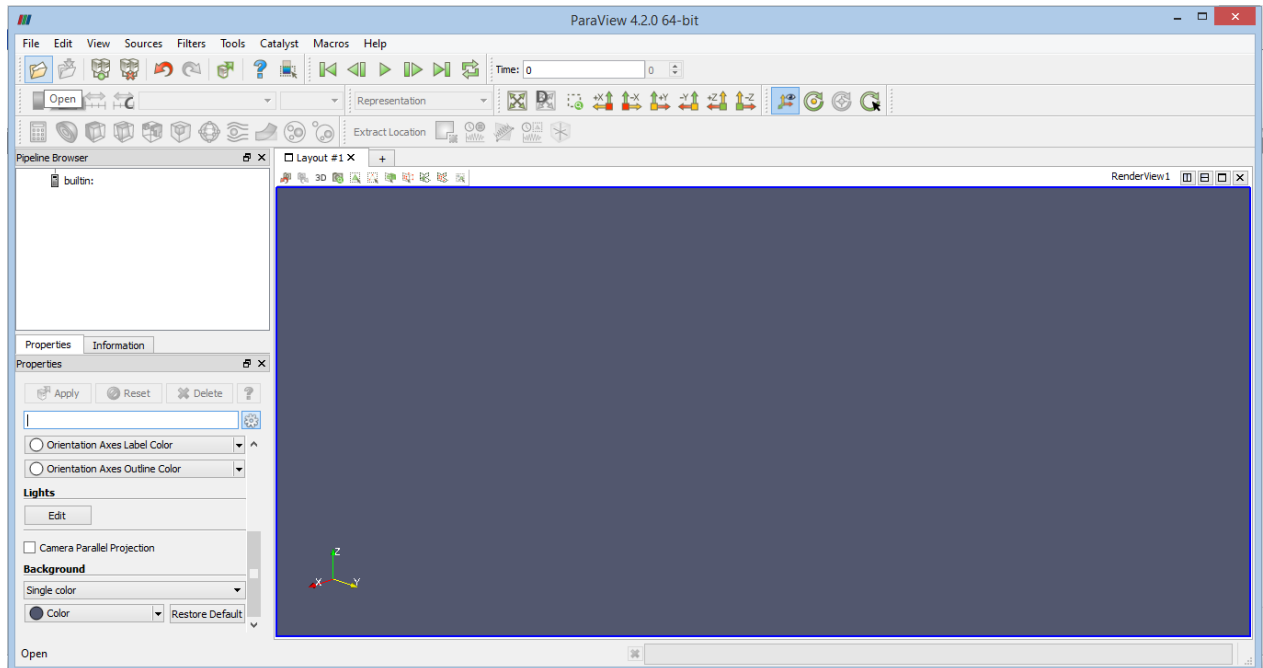 ParaView 4.2.0 64-bit
File Edit View Sources Filters Tools Catalyst Macros Help
Time: 0 0
Open Representation
+X -X +Y -Y +Z -Z
Extract Location
Pipeline Browser
Layout #1 +
builtin:
3D RenderView1
Properties Information
Properties
Apply Reset Delete ?
Orientation Axes Label Color
Orientation Axes Outline Color
Lights
Edit
Camera Parallel Projection
Background
Single color
Color Restore Default
Z
X Y
Open